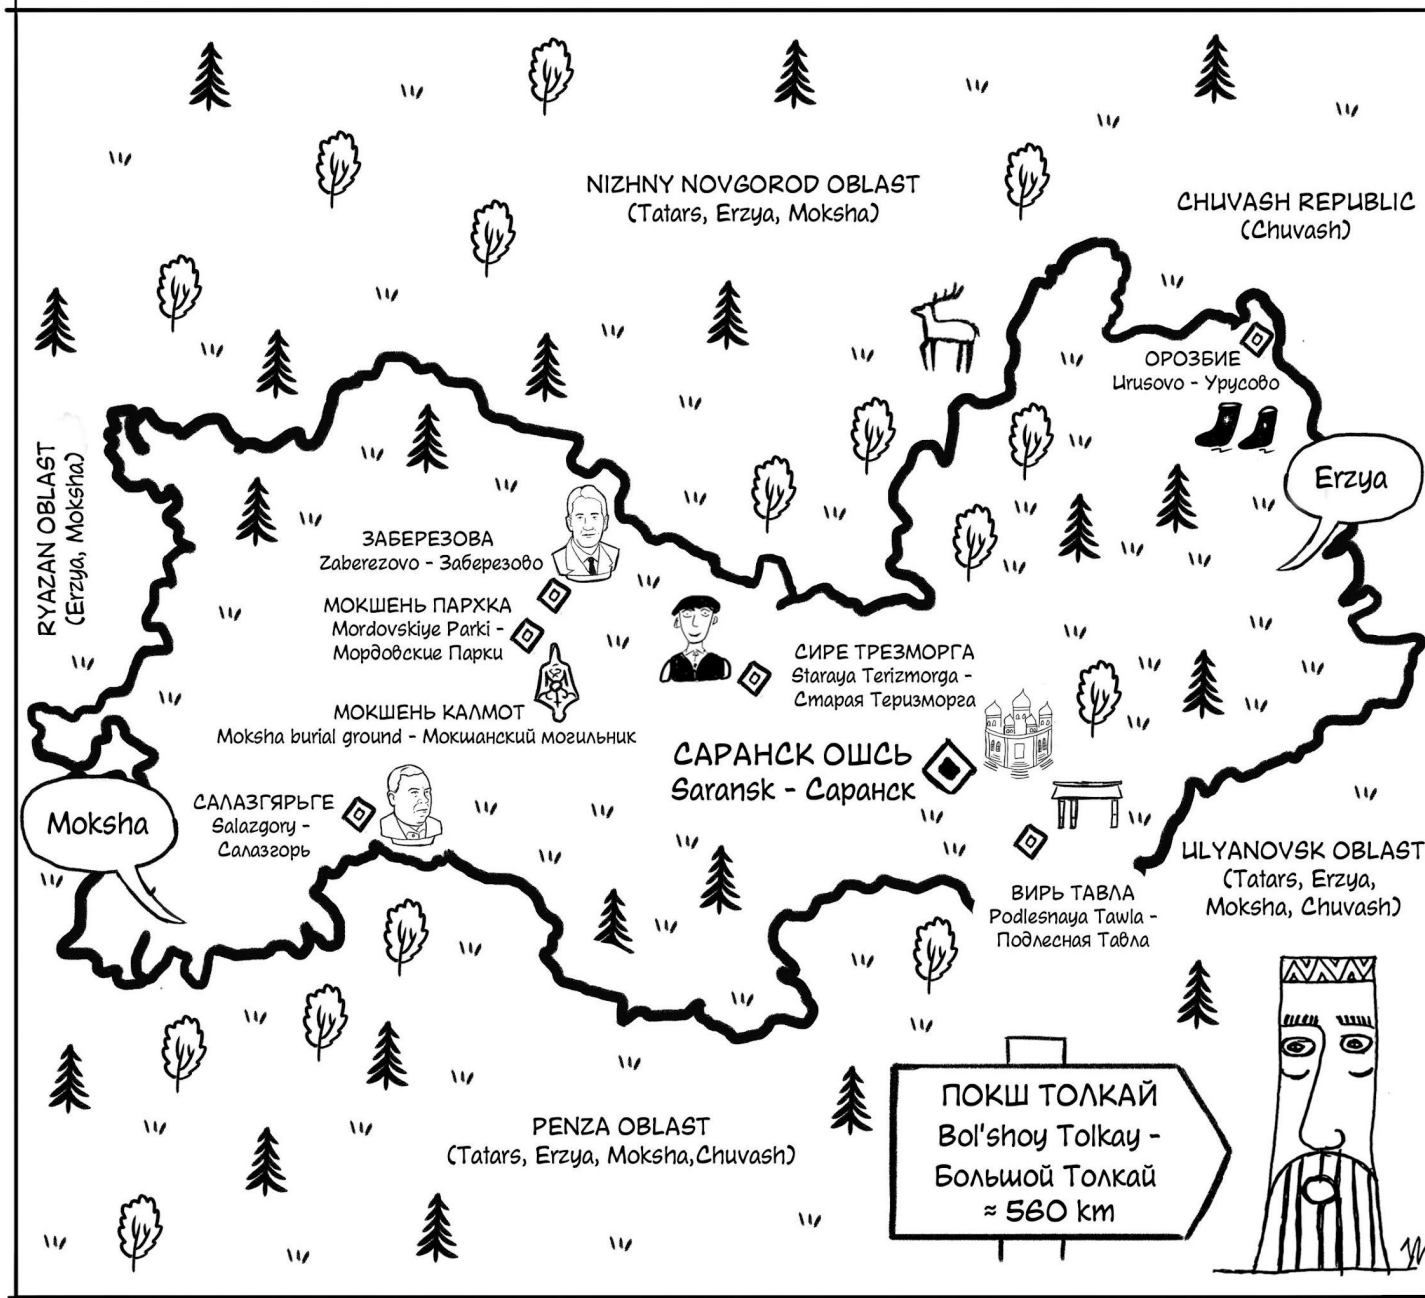 NIZHNY NOVGOROD OBLAST
(Tatars, Erzya, Moksha)
CHUVASH REPUBLIC
(Chuvash)
ОРОЗБИЕ
Urusovo - Урусово
Erzya
RYAZAN OBLAST
(Erzya, Moksha)
ЗАБЕРЕЗОВА
Zaberezovo - Заберезово
МОКШЕНЬ ПАРХКА
Mordovskiye Parki -
Мордовские Парки
СИРЕ ТРЕЗМОРГА
Staraya Terizmorga -
Старая Теризморга
МОКШЕНЬ КАЛМОТ
Moksha burial ground - Мокшанский могильник
САРАНСК ОШСЬ
Saransk - Саранск
САЛАЗГЯРЬГЕ
Salazgory -
Салазгорь
Moksha
ULYANOVSK OBLAST
(Tatars, Erzya,
Moksha, Chuvash)
ВИРЬ ТАВЛА
Podlesnaya Tawla -
Подлесная Тавла
PENZA OBLAST
(Tatars, Erzya, Moksha,Chuvash)
ПОКШ ТОЛКАЙ
Bol'shoy Tolkay -
Большой Толкай
≈ 560 km